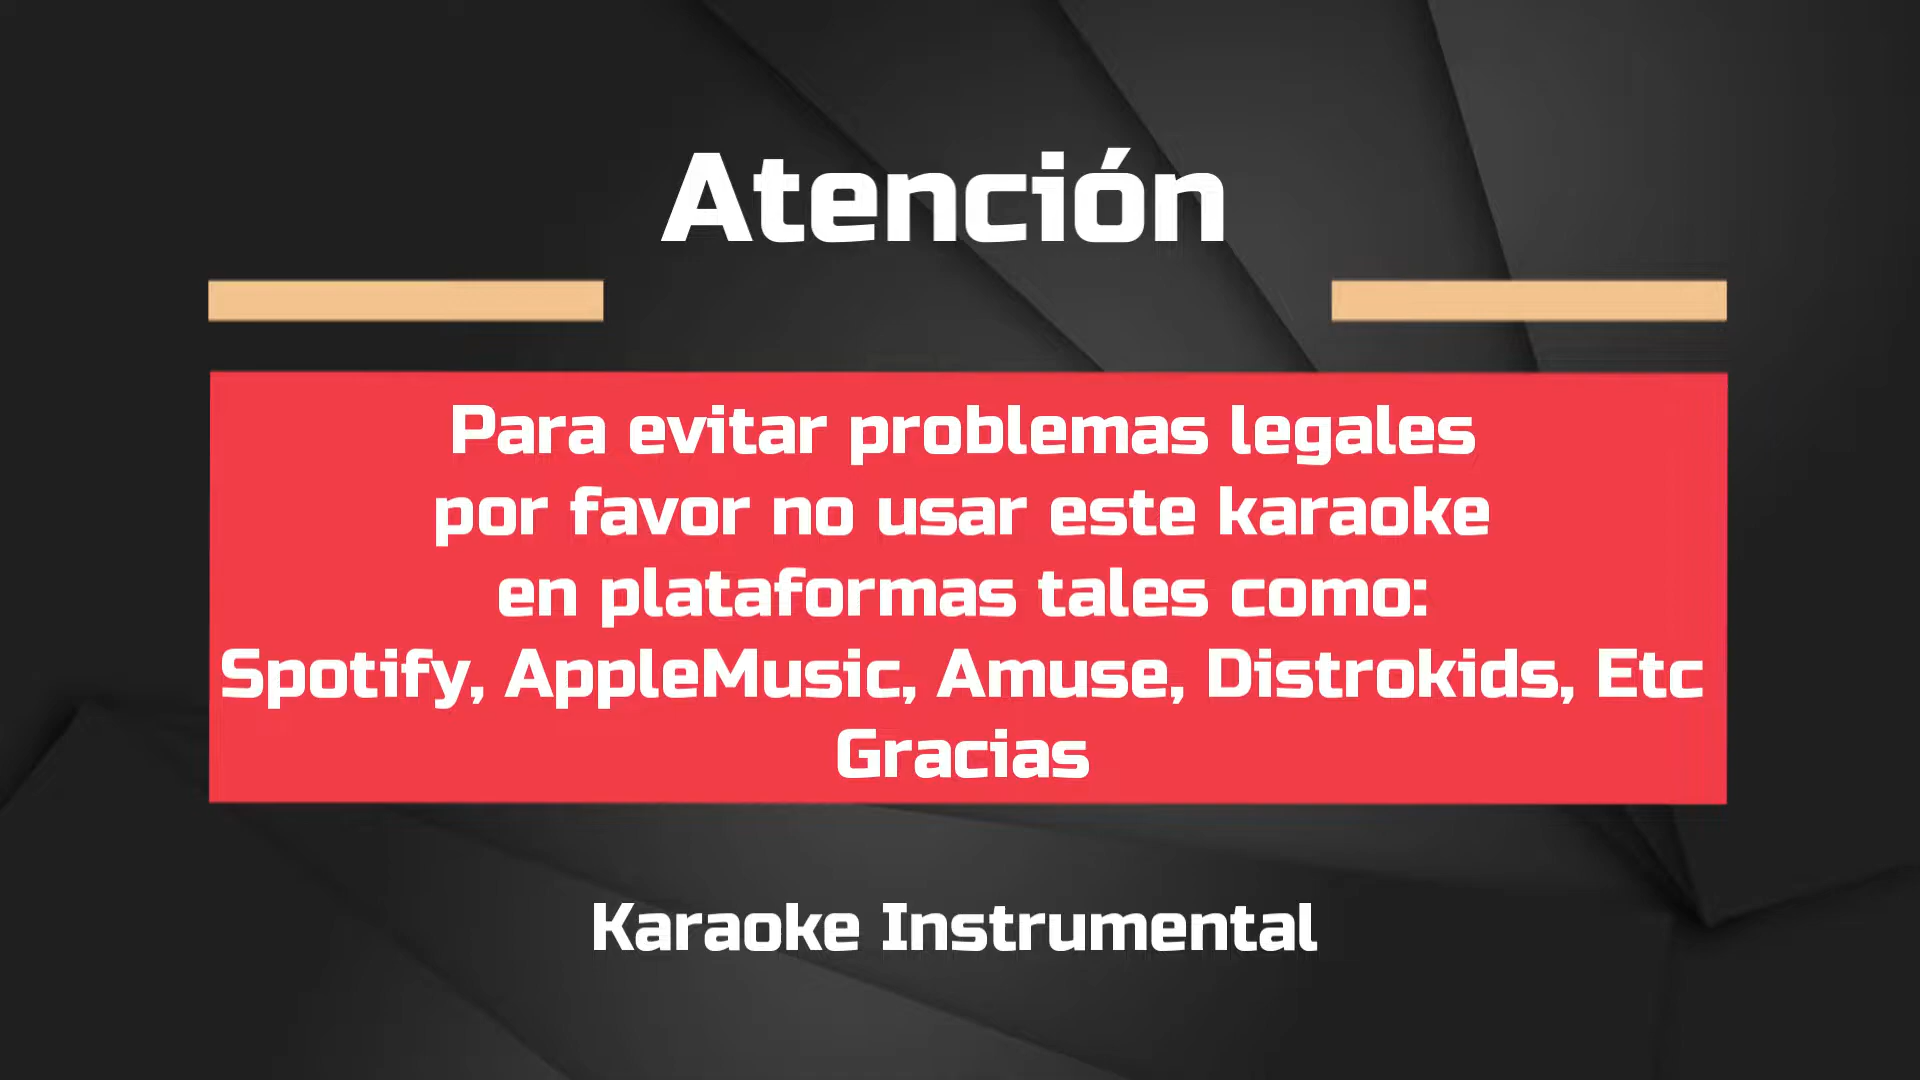 Atención
Para evitar problemas legales
por favor no usar este karaoke
en plataformas tales como:
Spotify, AppleMusic, Amuse, Distrokids, Etc
Gracias
Karaoke Instrumental